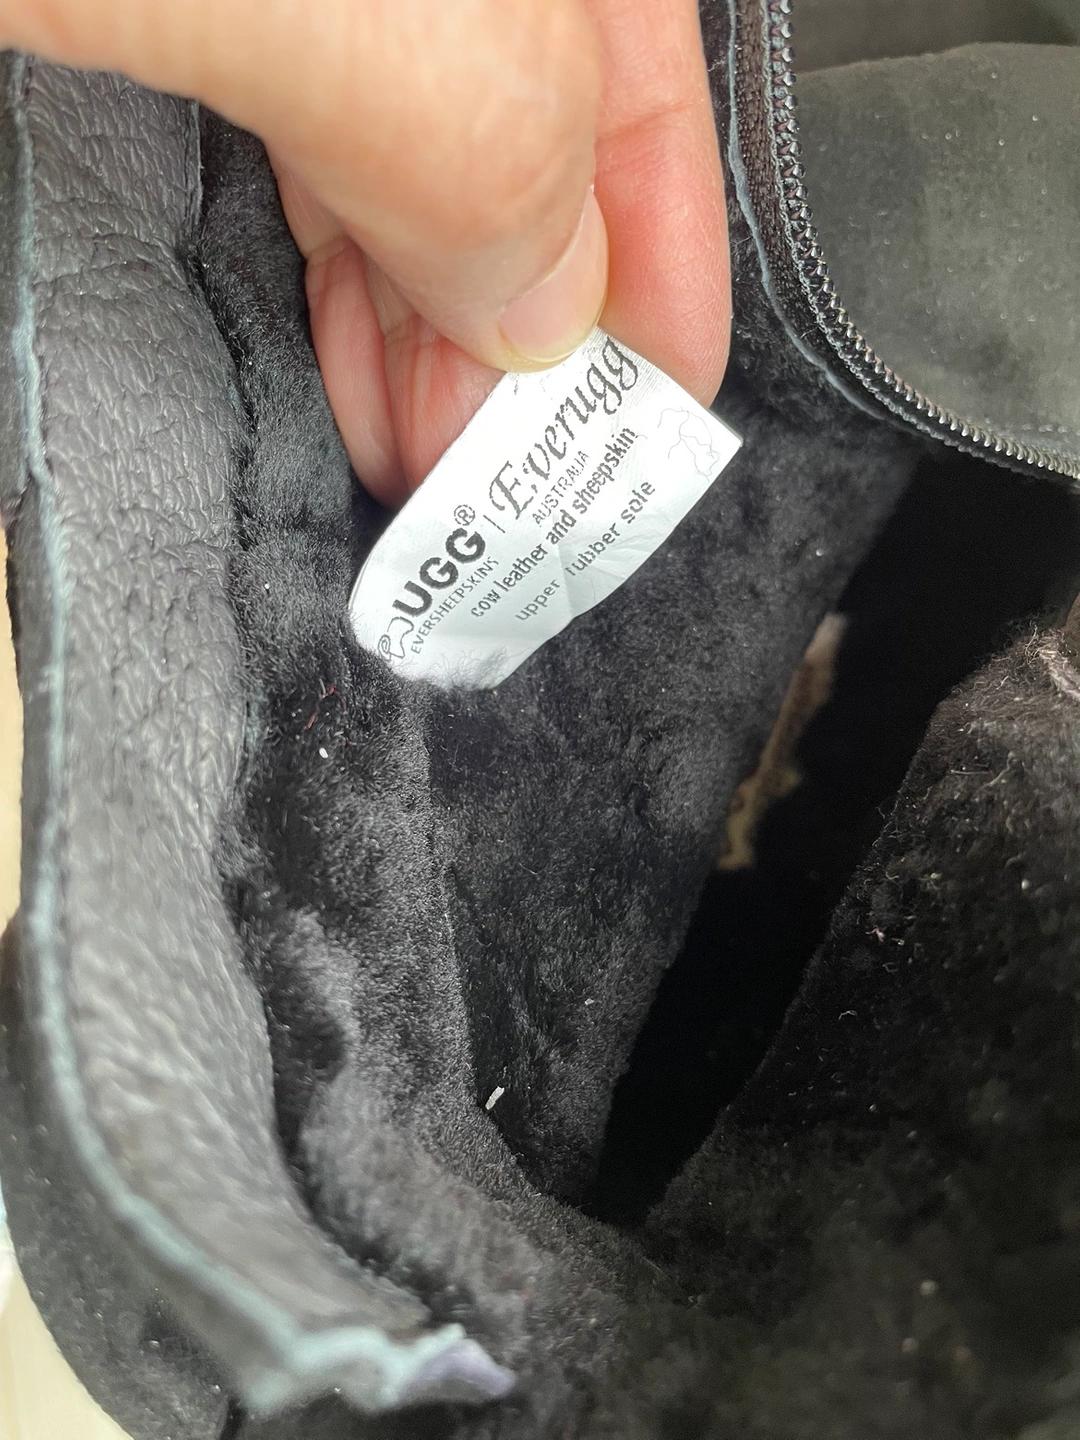 UGG® | Everugg
EVERSHEEPSKINS AUSTRALIA
cow leather and sheepskin
upper rubber sole